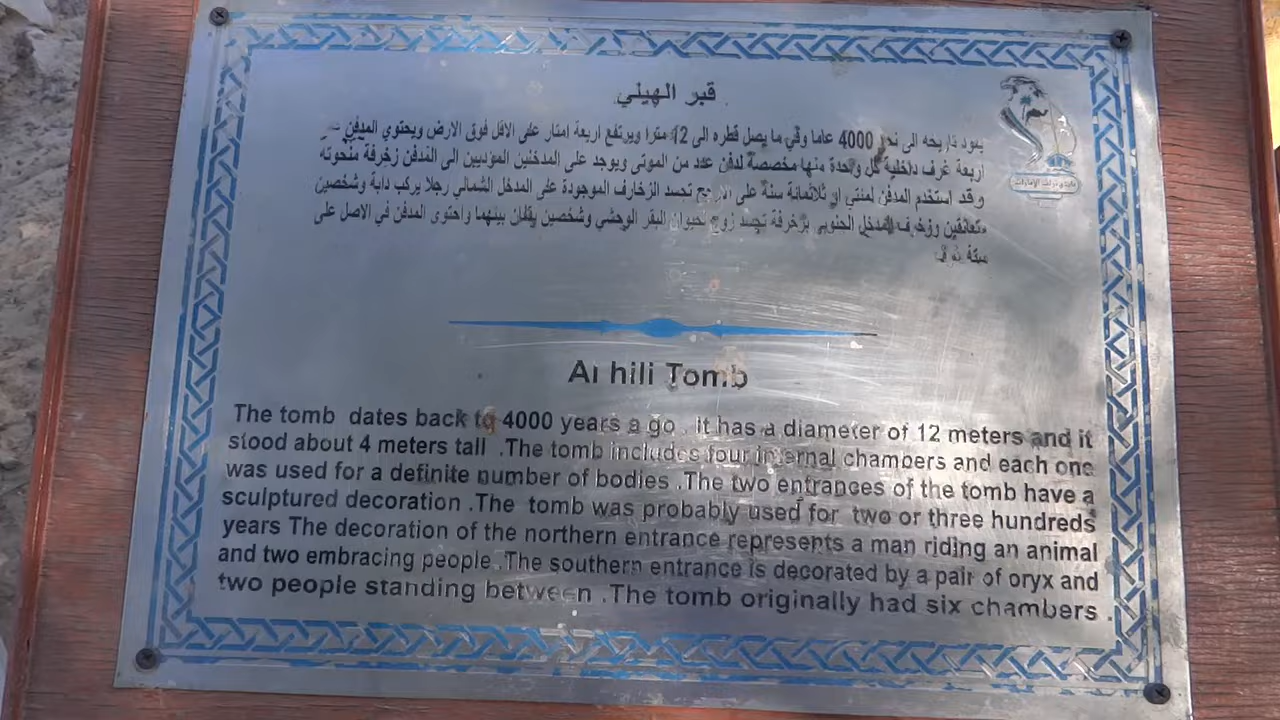 قبر الهيلي
يعود تاريخه الى نحو 4000 عاما وفي ما يصل قطره الى 12 مترا ويرتفع اربعة امتار على الاقل فوق الارض ويحتوي المدفن
اربعة غرف داخلية كل واحدة منها مخصصة لدفن عدد من الموتى ويوجد على المدخلين المؤديين الى المدفن زخرفة منحوته
وقد استخدم المدفن لمئتي او ثلاثمائة سنة على الارجح تجسد الزخارف الموجودة على المدخل الشمالي رجلا يركب دابة وشخصين
متعانقين وزخرف المدخل الجنوبي بزخرفة تجسد زوج لحيوان البقر الوحشي وشخصين يقفان بينهما واحتوى المدفن في الاصل على
غرف
نادي تراث الإمارات
Al hili Tomb
The tomb dates back to 4000 years a go . It has a diameter of 12 meters and it
stood about 4 meters tall .The tomb includes four internal chambers and each one
was used for a definite number of bodies .The two entrances of the tomb have a
sculptured decoration .The tomb was probably used for two or three hundreds
years The decoration of the northern entrance represents a man riding an animal
and two embracing people .The southern entrance is decorated by a pair of oryx and
two people standing between .The tomb originally had six chambers .